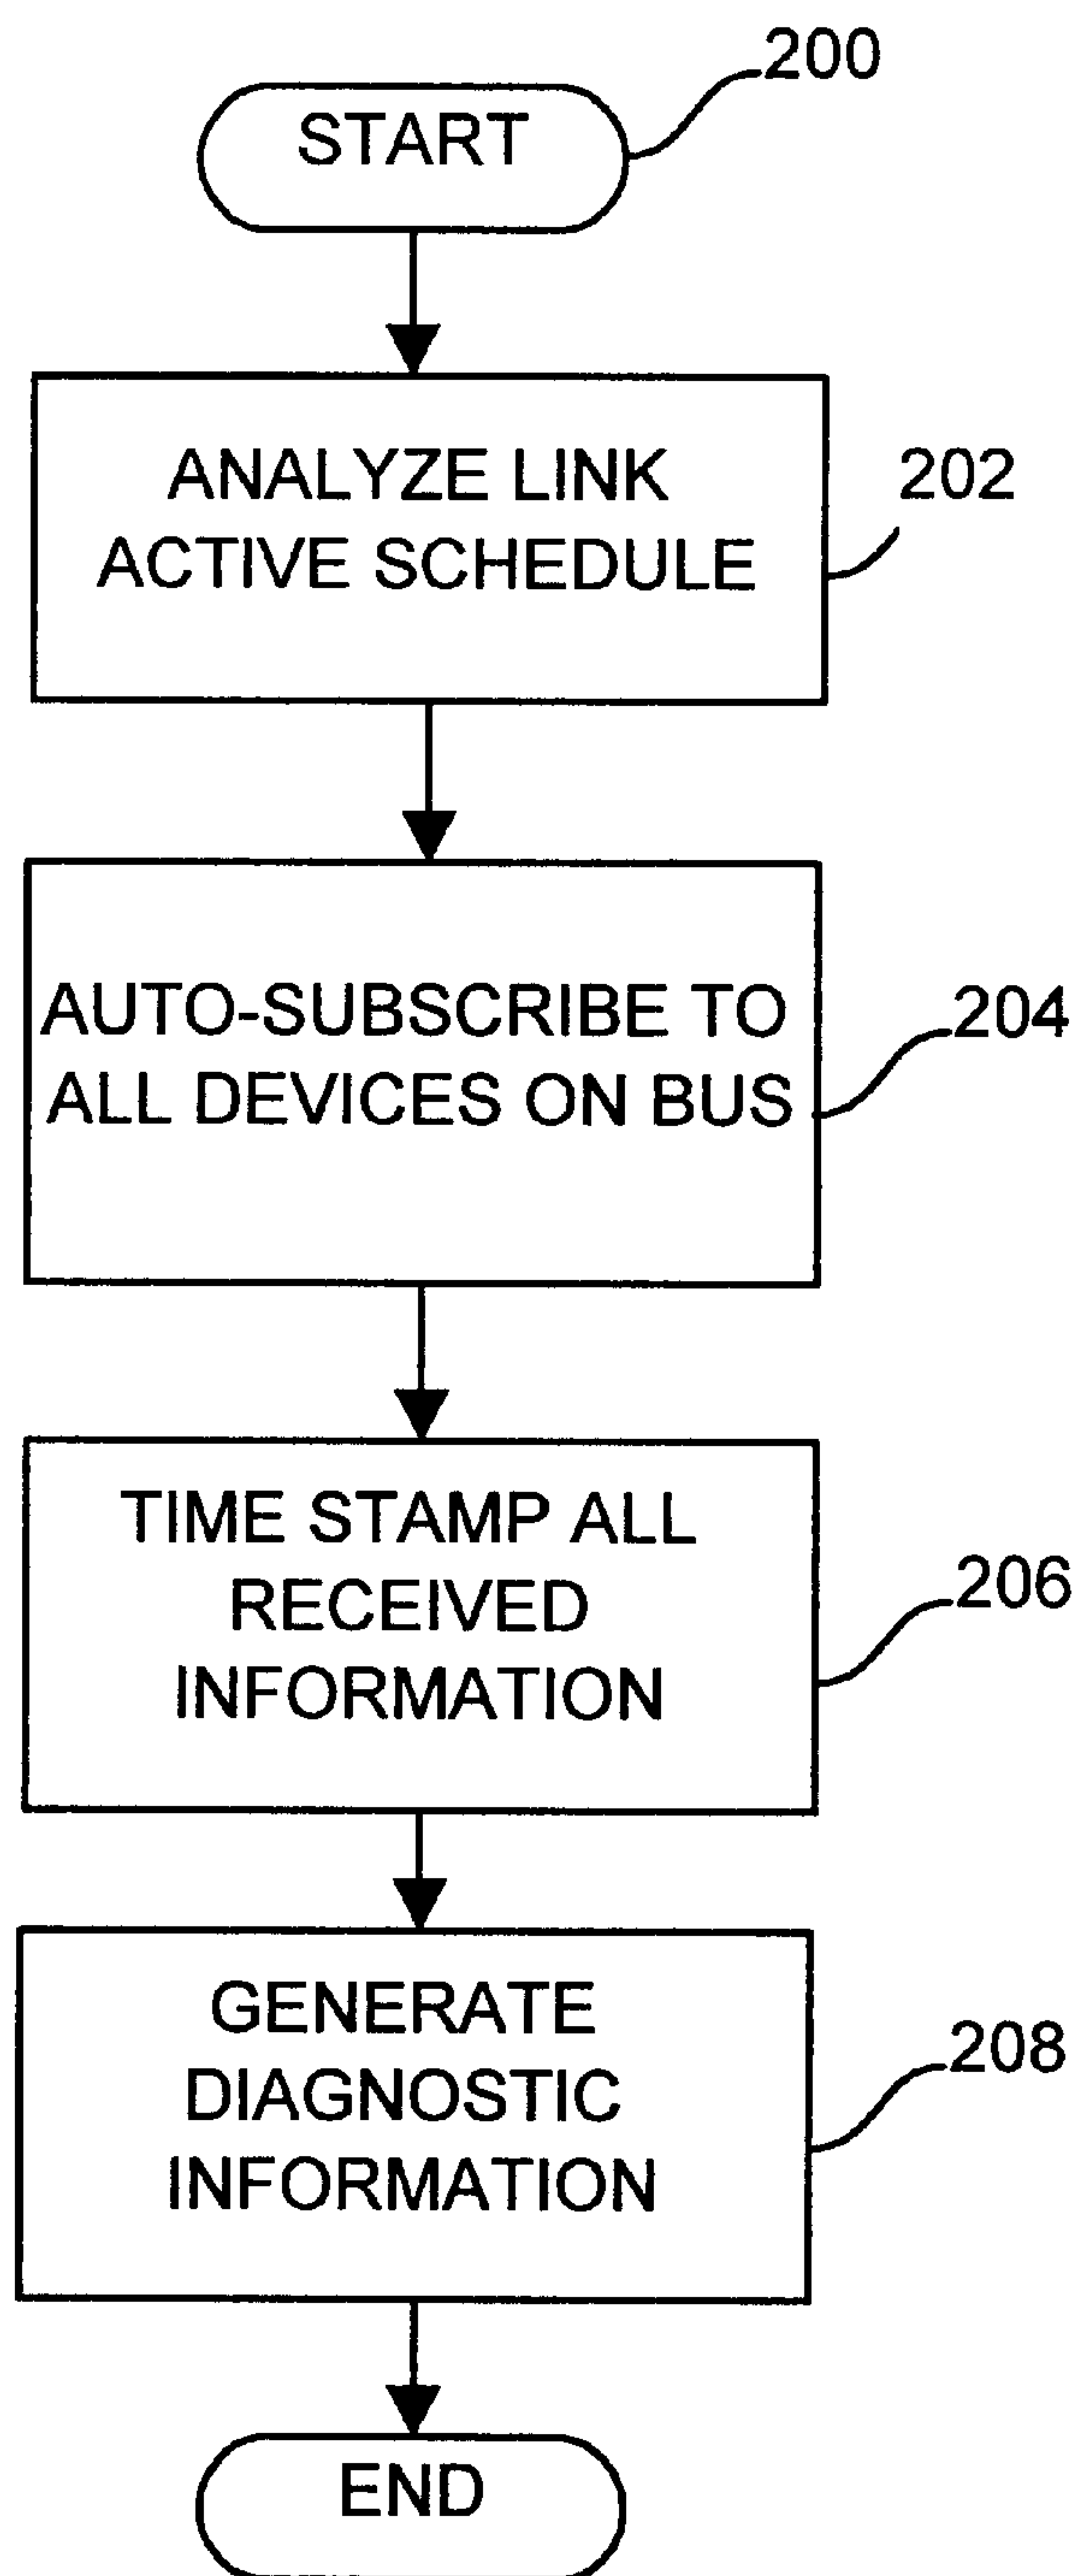 200
START
ANALYZE LINK
ACTIVE SCHEDULE
202
AUTO-SUBSCRIBE TO
ALL DEVICES ON BUS
204
TIME STAMP ALL
RECEIVED
INFORMATION
206
GENERATE
DIAGNOSTIC
INFORMATION
208
END